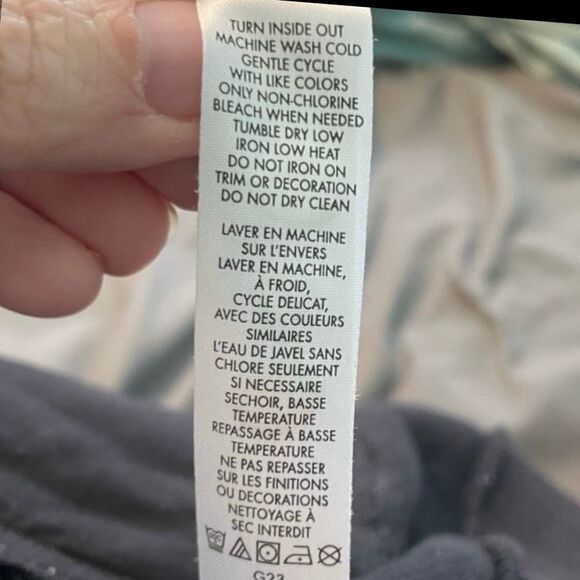 TURN INSIDE OUT
MACHINE WASH COLD
GENTLE CYCLE
WITH LIKE COLORS
ONLY NON-CHLORINE
BLEACH WHEN NEEDED
TUMBLE DRY LOW
IRON LOW HEAT
DO NOT IRON ON
TRIM OR DECORATION
DO NOT DRY CLEAN
LAVER EN MACHINE
SUR L'ENVERS
LAVER EN MACHINE,
À FROID,
CYCLE DELICAT,
AVEC DES COULEURS
SIMILAIRES
L'EAU DE JAVEL SANS
CHLORE SEULEMENT
SI NECESSAIRE
SECHOIR, BASSE
TEMPERATURE
REPASSAGE À BASSE
TEMPERATURE
NE PAS REPASSER
SUR LES FINITIONS
OU DECORATIONS
NETTOYAGE À
SEC INTERDIT